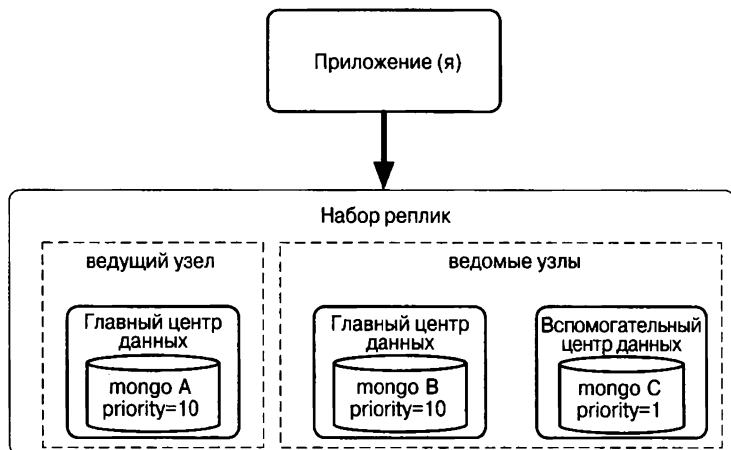 Приложение (я)
Набор реплик
ведущий узел
ведомые узлы
Главный центр
данных
mongo A
priority=10
Главный центр
данных
mongo B
priority=10
Вспомогательный
центр данных
mongo C
priority=1